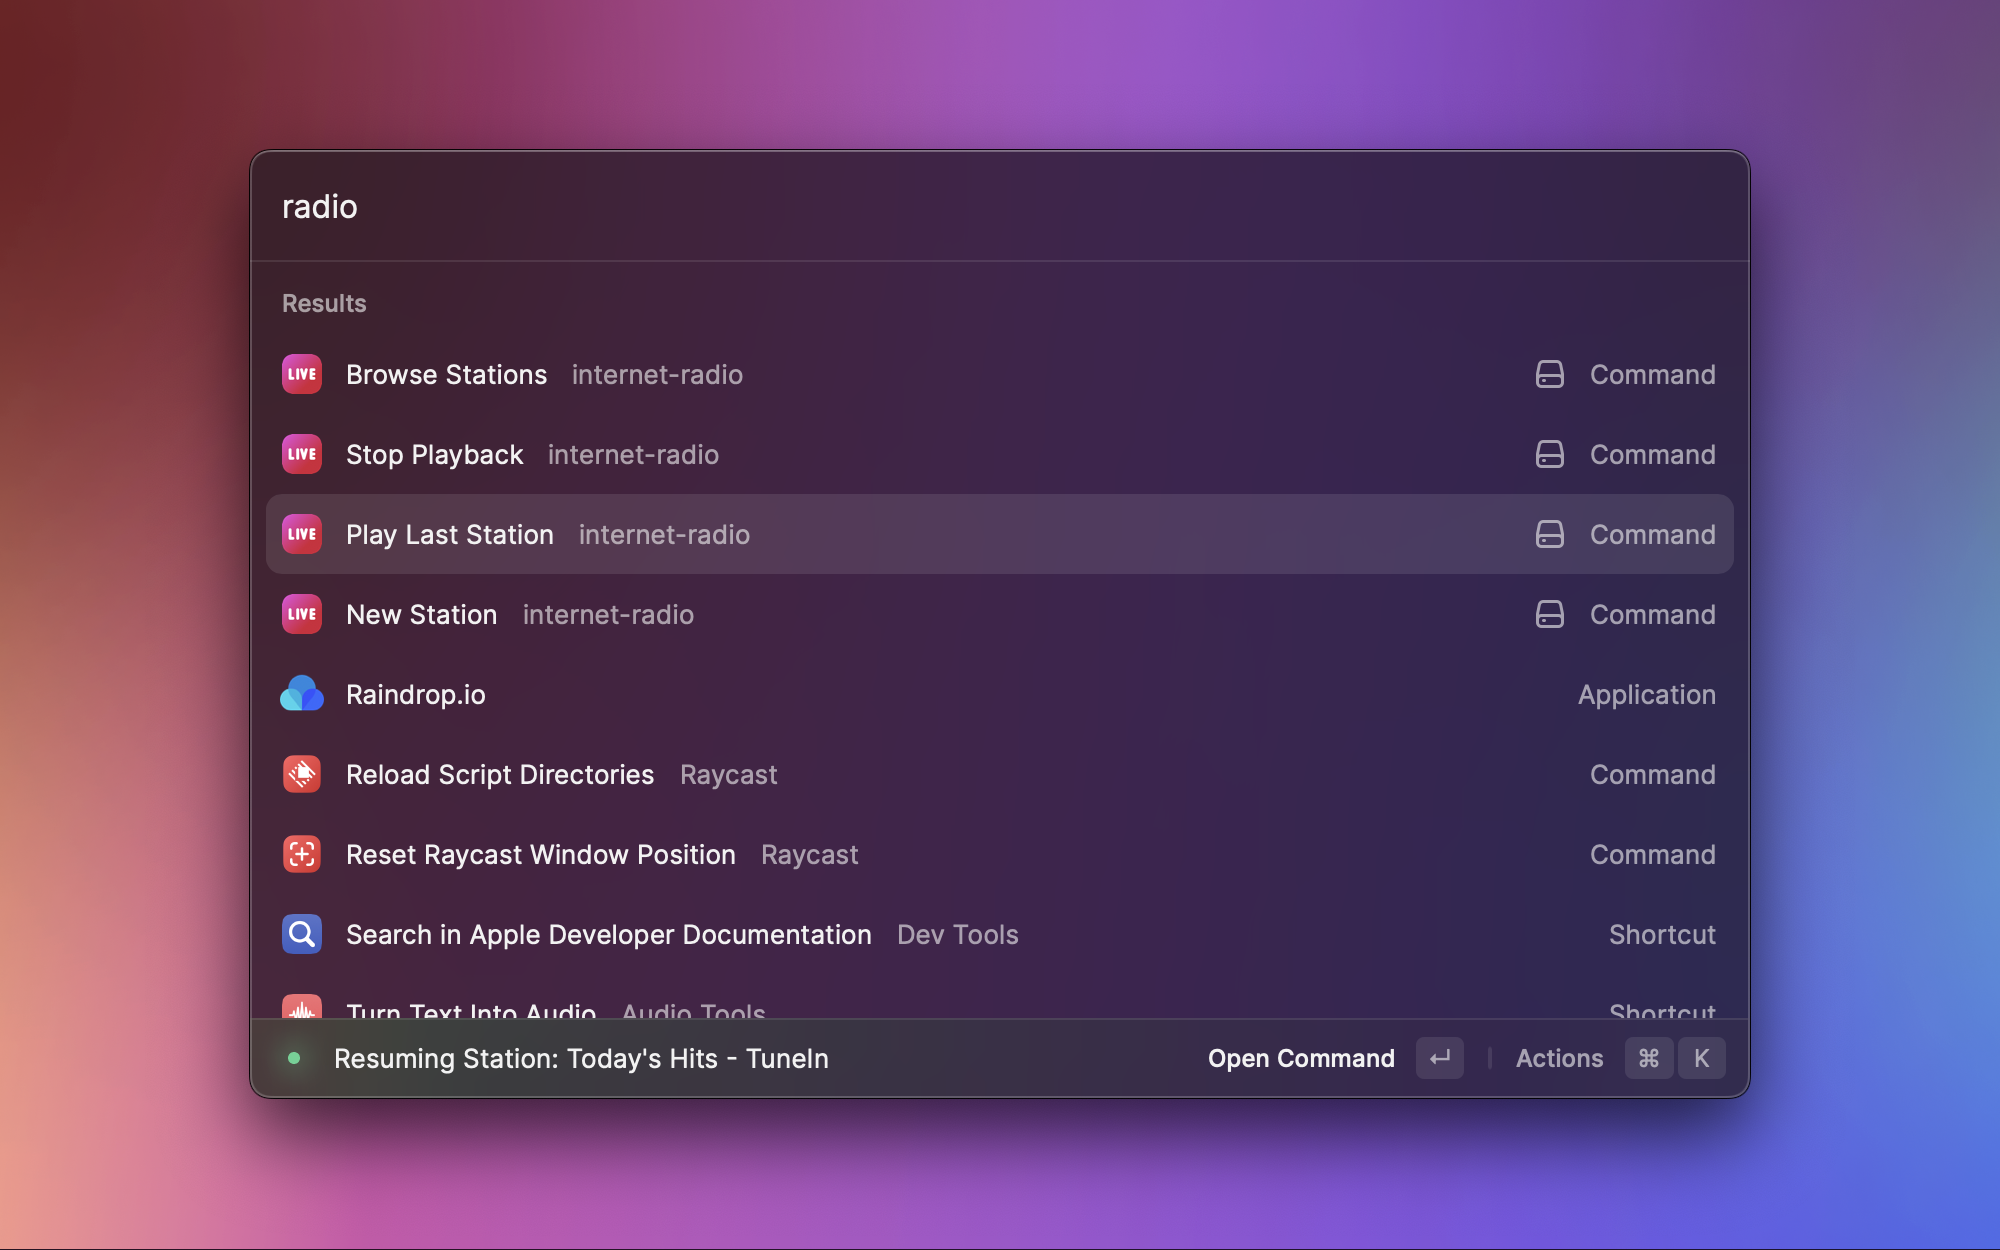 radio
Results
LIVE Browse Stations internet-radio Command
LIVE Stop Playback internet-radio Command
LIVE Play Last Station internet-radio Command
LIVE New Station internet-radio Command
Raindrop.io Application
Reload Script Directories Raycast Command
Reset Raycast Window Position Raycast Command
Search in Apple Developer Documentation Dev Tools Shortcut
Turn Text Into Audio Audio Tools Shortcut
Resuming Station: Today's Hits - TuneIn Open Command ↵ Actions ⌘ K